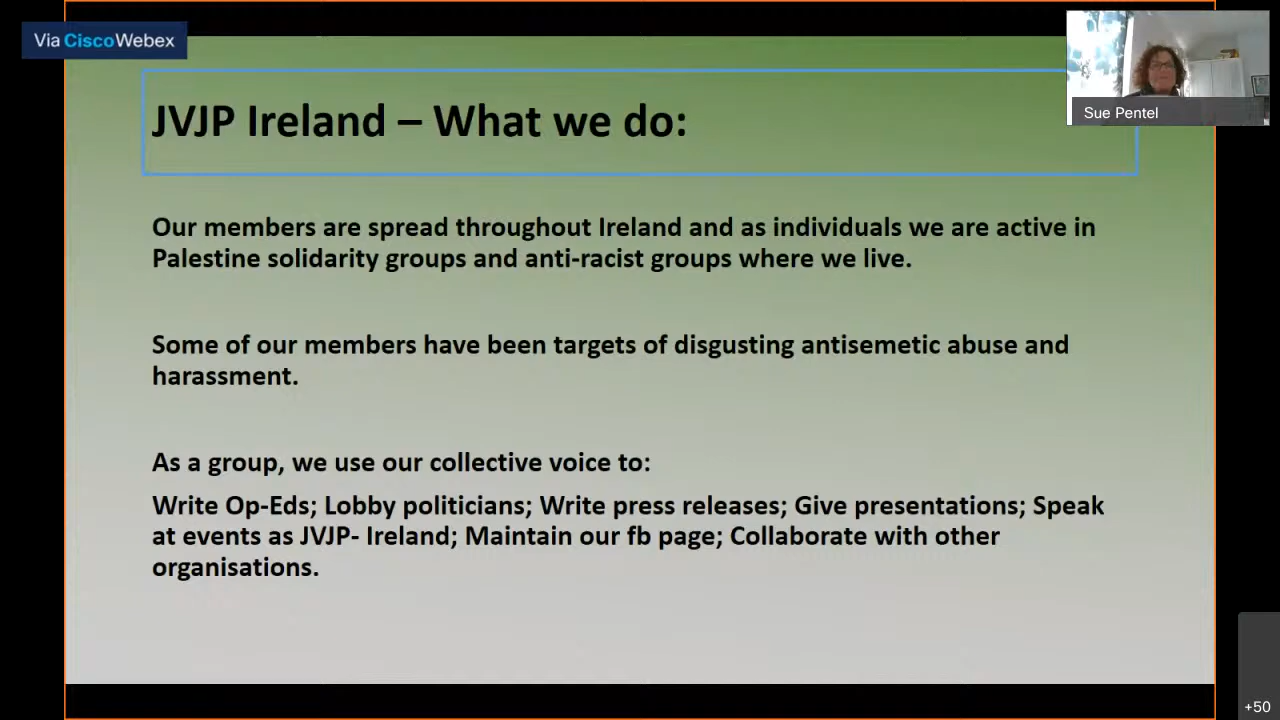 Via Cisco Webex
Sue Pentel
JVJP Ireland – What we do:
Our members are spread throughout Ireland and as individuals we are active in
Palestine solidarity groups and anti-racist groups where we live.
Some of our members have been targets of disgusting antisemetic abuse and
harassment.
As a group, we use our collective voice to:
Write Op-Eds; Lobby politicians; Write press releases; Give presentations; Speak
at events as JVJP- Ireland; Maintain our fb page; Collaborate with other
organisations.
+50